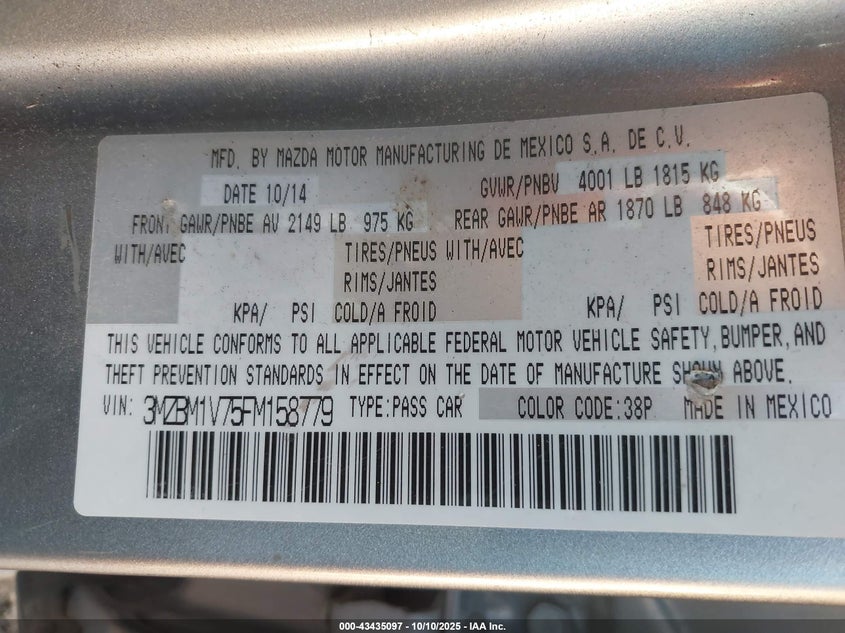 MFD. BY MAZDA MOTOR MANUFACTURING DE MEXICO S.A. DE C.V.
DATE 10/14 GVWR/PNBV 4001 LB 1815 KG
FRONT GAWR/PNBE AV 2149 LB 975 KG REAR GAWR/PNBE AR 1870 LB 848 KG
WITH/AVEC TIRES/PNEUS WITH/AVEC TIRES/PNEUS
RIMS/JANTES RIMS/JANTES
KPA/ PSI COLD/A FROID KPA/ PSI COLD/A FROID
THIS VEHICLE CONFORMS TO ALL APPLICABLE FEDERAL MOTOR VEHICLE SAFETY, BUMPER, AND
THEFT PREVENTION STANDARDS IN EFFECT ON THE DATE OF MANUFACTURE SHOWN ABOVE.
VIN: 3MZBM1V75FM158779 TYPE:PASS CAR COLOR CODE:38P MADE IN MEXICO
000-43435097 - 10/10/2025 - IAA Inc.